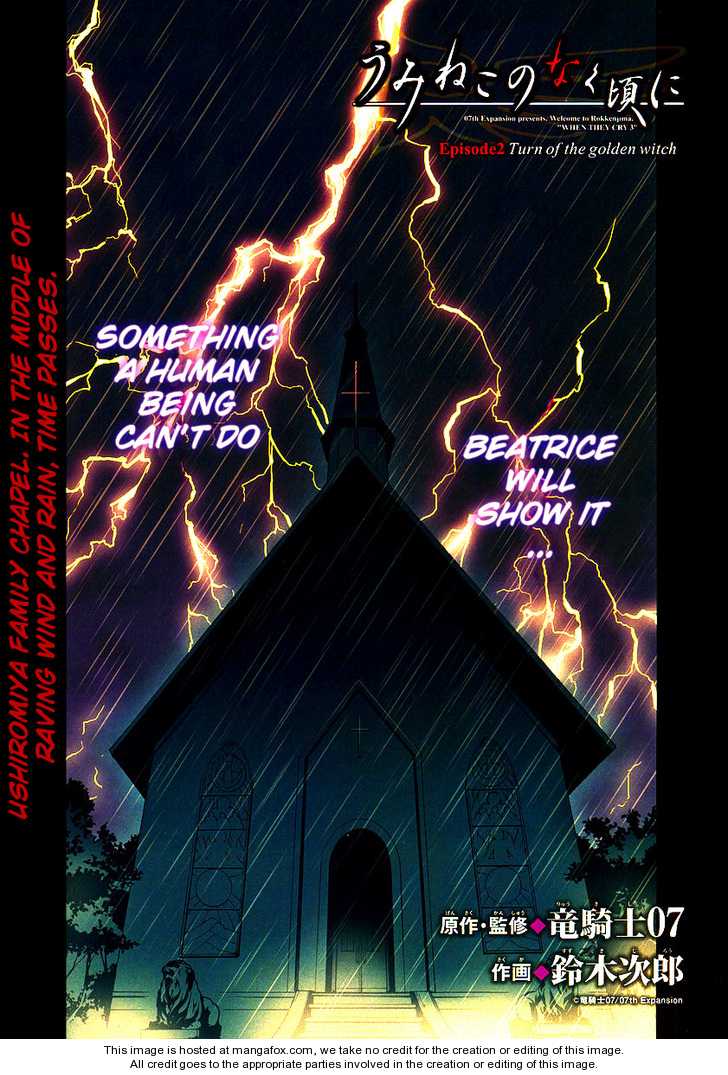 うみねこのなく頃に
07th Expansion presents. Welcome to Rokkenjima.
"WHEN THEY CRY 3"
Episode2 Turn of the golden witch
USHIROMIYA FAMILY CHAPEL. IN THE MIDDLE OF
RAVING WIND AND RAIN, TIME PASSES.
SOMETHING
A HUMAN
BEING
CAN'T DO
BEATRICE
WILL
SHOW IT
...
原作・監修◆竜騎士07
作画◆鈴木次郎
©竜騎士07/07th Expansion
This image is hosted at mangafox.com, we take no credit for the creation or editing of this image.
All credit goes to the appropriate parties involved in the creation or editing of this image.